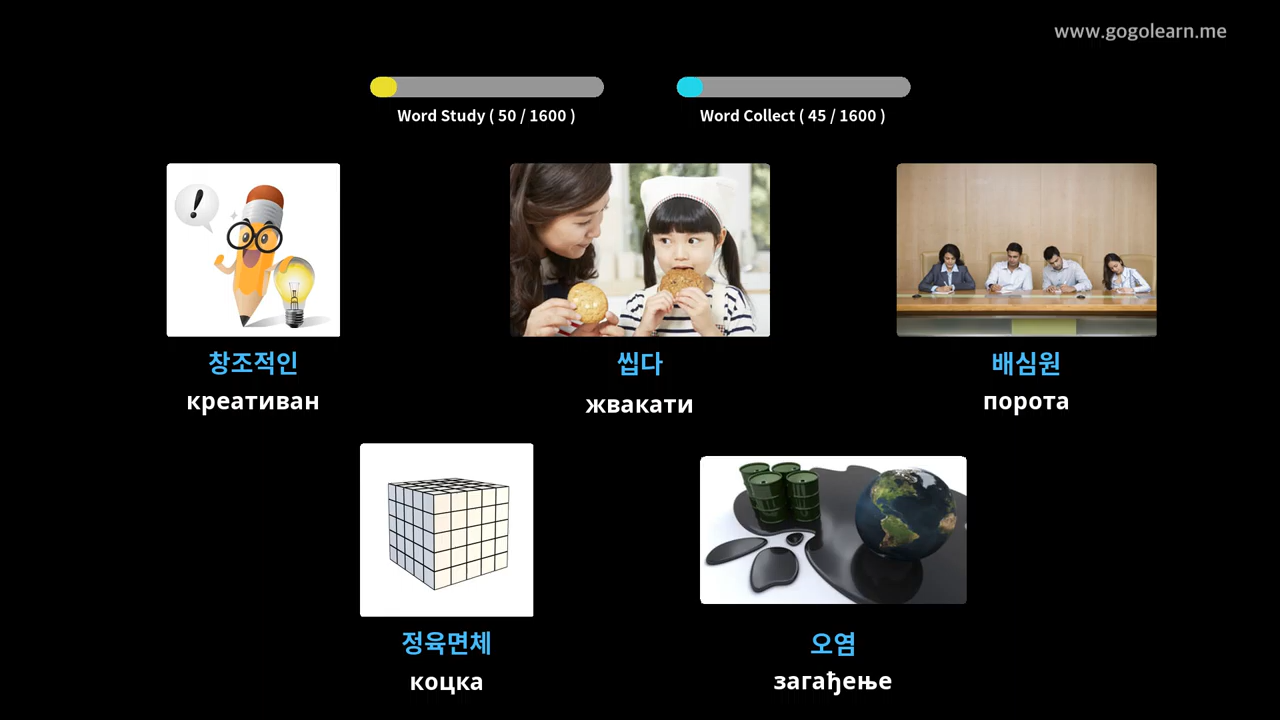 www.gogolearn.me
Word Study ( 50 / 1600 )
Word Collect ( 45 / 1600 )
창조적인
креативан
씹다
жвакати
배심원
порота
정육면체
коцка
오염
загађење